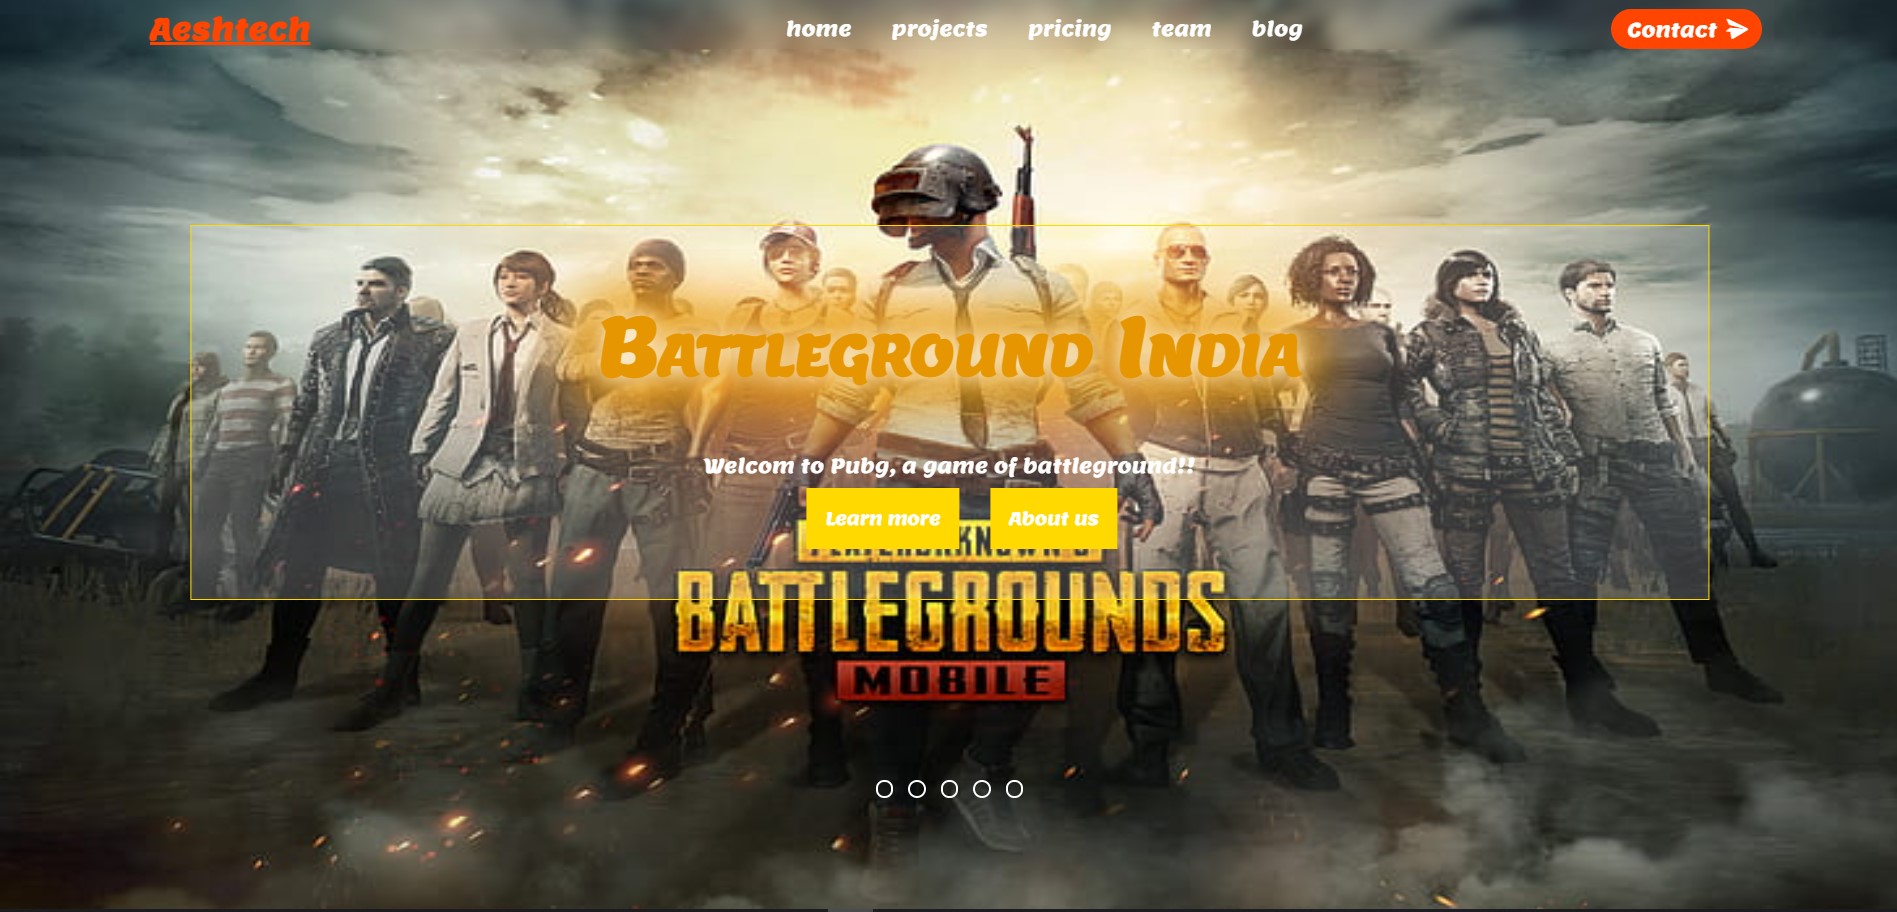 Aeshtech
home projects pricing team blog
Contact
Battleground India
Welcom to Pubg, a game of battleground!!
Learn more
About us
BATTLEGROUNDS
MOBILE